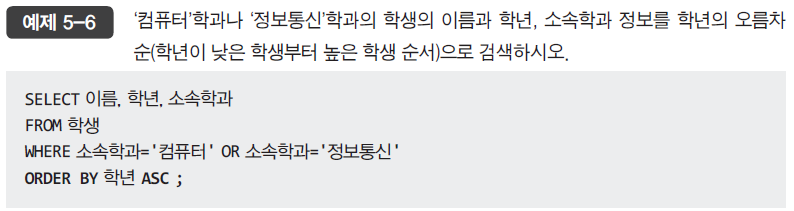 예제 5-6 '컴퓨터'학과나 '정보통신'학과의 학생의 이름과 학년, 소속학과 정보를 학년의 오름차
순(학년이 낮은 학생부터 높은 학생 순서)으로 검색하시오.
SELECT 이름, 학년, 소속학과
FROM 학생
WHERE 소속학과='컴퓨터' OR 소속학과='정보통신'
ORDER BY 학년 ASC ;